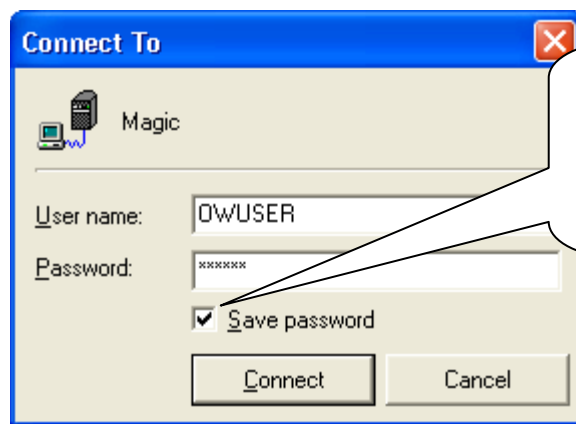 Connect To
Magic
User name:
OWUSER
Password:
××××××
Save password
Connect
Cancel